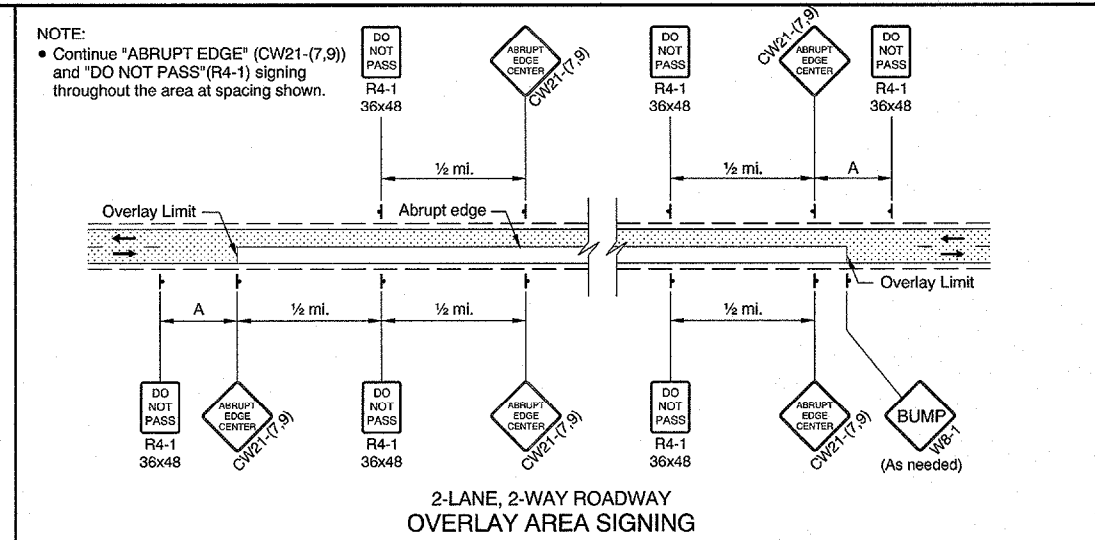 NOTE:
• Continue "ABRUPT EDGE" (CW21-(7,9))
and "DO NOT PASS"(R4-1) signing
throughout the area at spacing shown.
DO
NOT
PASS
R4-1
36x48
ABRUPT
EDGE
CENTER
CW21-(7,9)
DO
NOT
PASS
R4-1
36x48
ABRUPT
EDGE
CENTER
CW21-(7,9)
DO
NOT
PASS
R4-1
36x48
½ mi.
½ mi.
A
Overlay Limit
Abrupt edge
Overlay Limit
A
½ mi.
½ mi.
½ mi.
DO
NOT
PASS
R4-1
36x48
ABRUPT
EDGE
CENTER
CW21-(7,9)
DO
NOT
PASS
R4-1
36x48
ABRUPT
EDGE
CENTER
CW21-(7,9)
DO
NOT
PASS
R4-1
36x48
ABRUPT
EDGE
CENTER
CW21-(7,9)
BUMP
W8-1
(As needed)
2-LANE, 2-WAY ROADWAY
OVERLAY AREA SIGNING